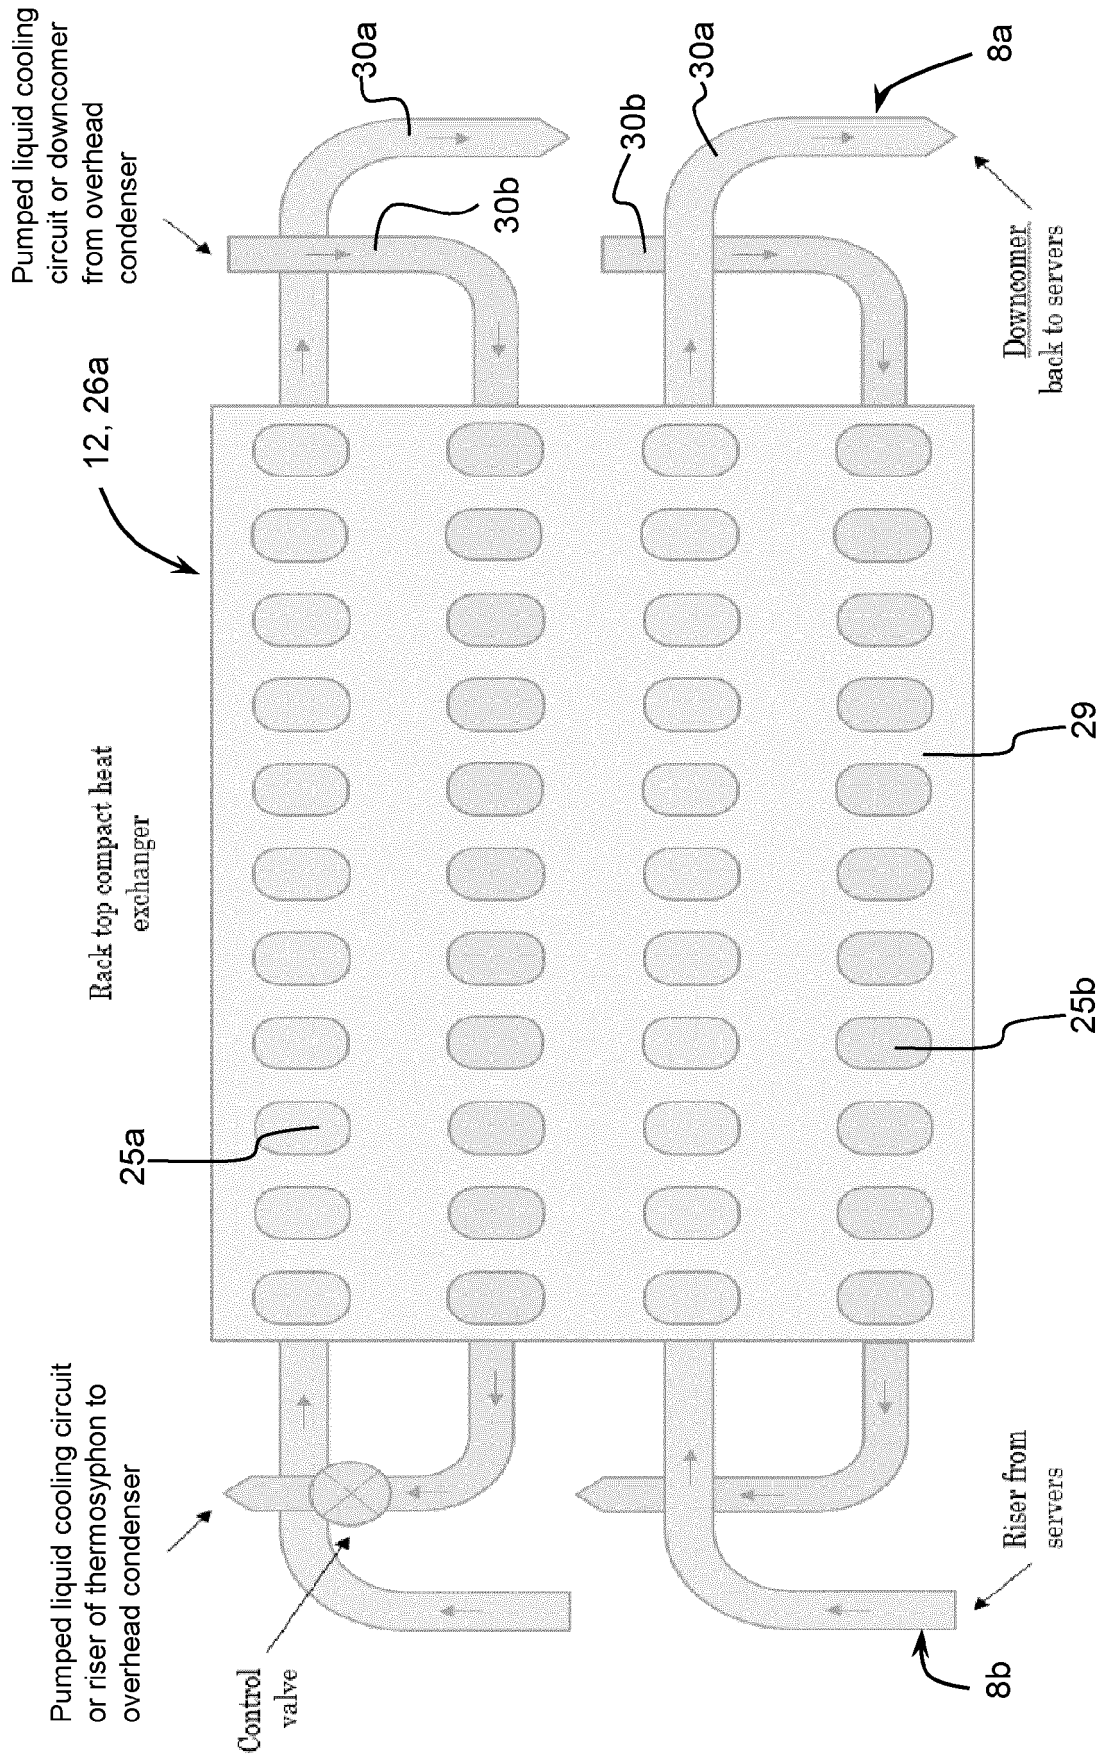 Pumped liquid cooling circuit
or riser of thermosyphon to
overhead condenser
Rack top compact heat
exchanger
12, 26a
Pumped liquid cooling
circuit or downcomer
from overhead
condenser
Control
valve
25a
30a
30b
30b
30a
8b
Riser from
servers
25b
29
Downcomer
back to servers
8a